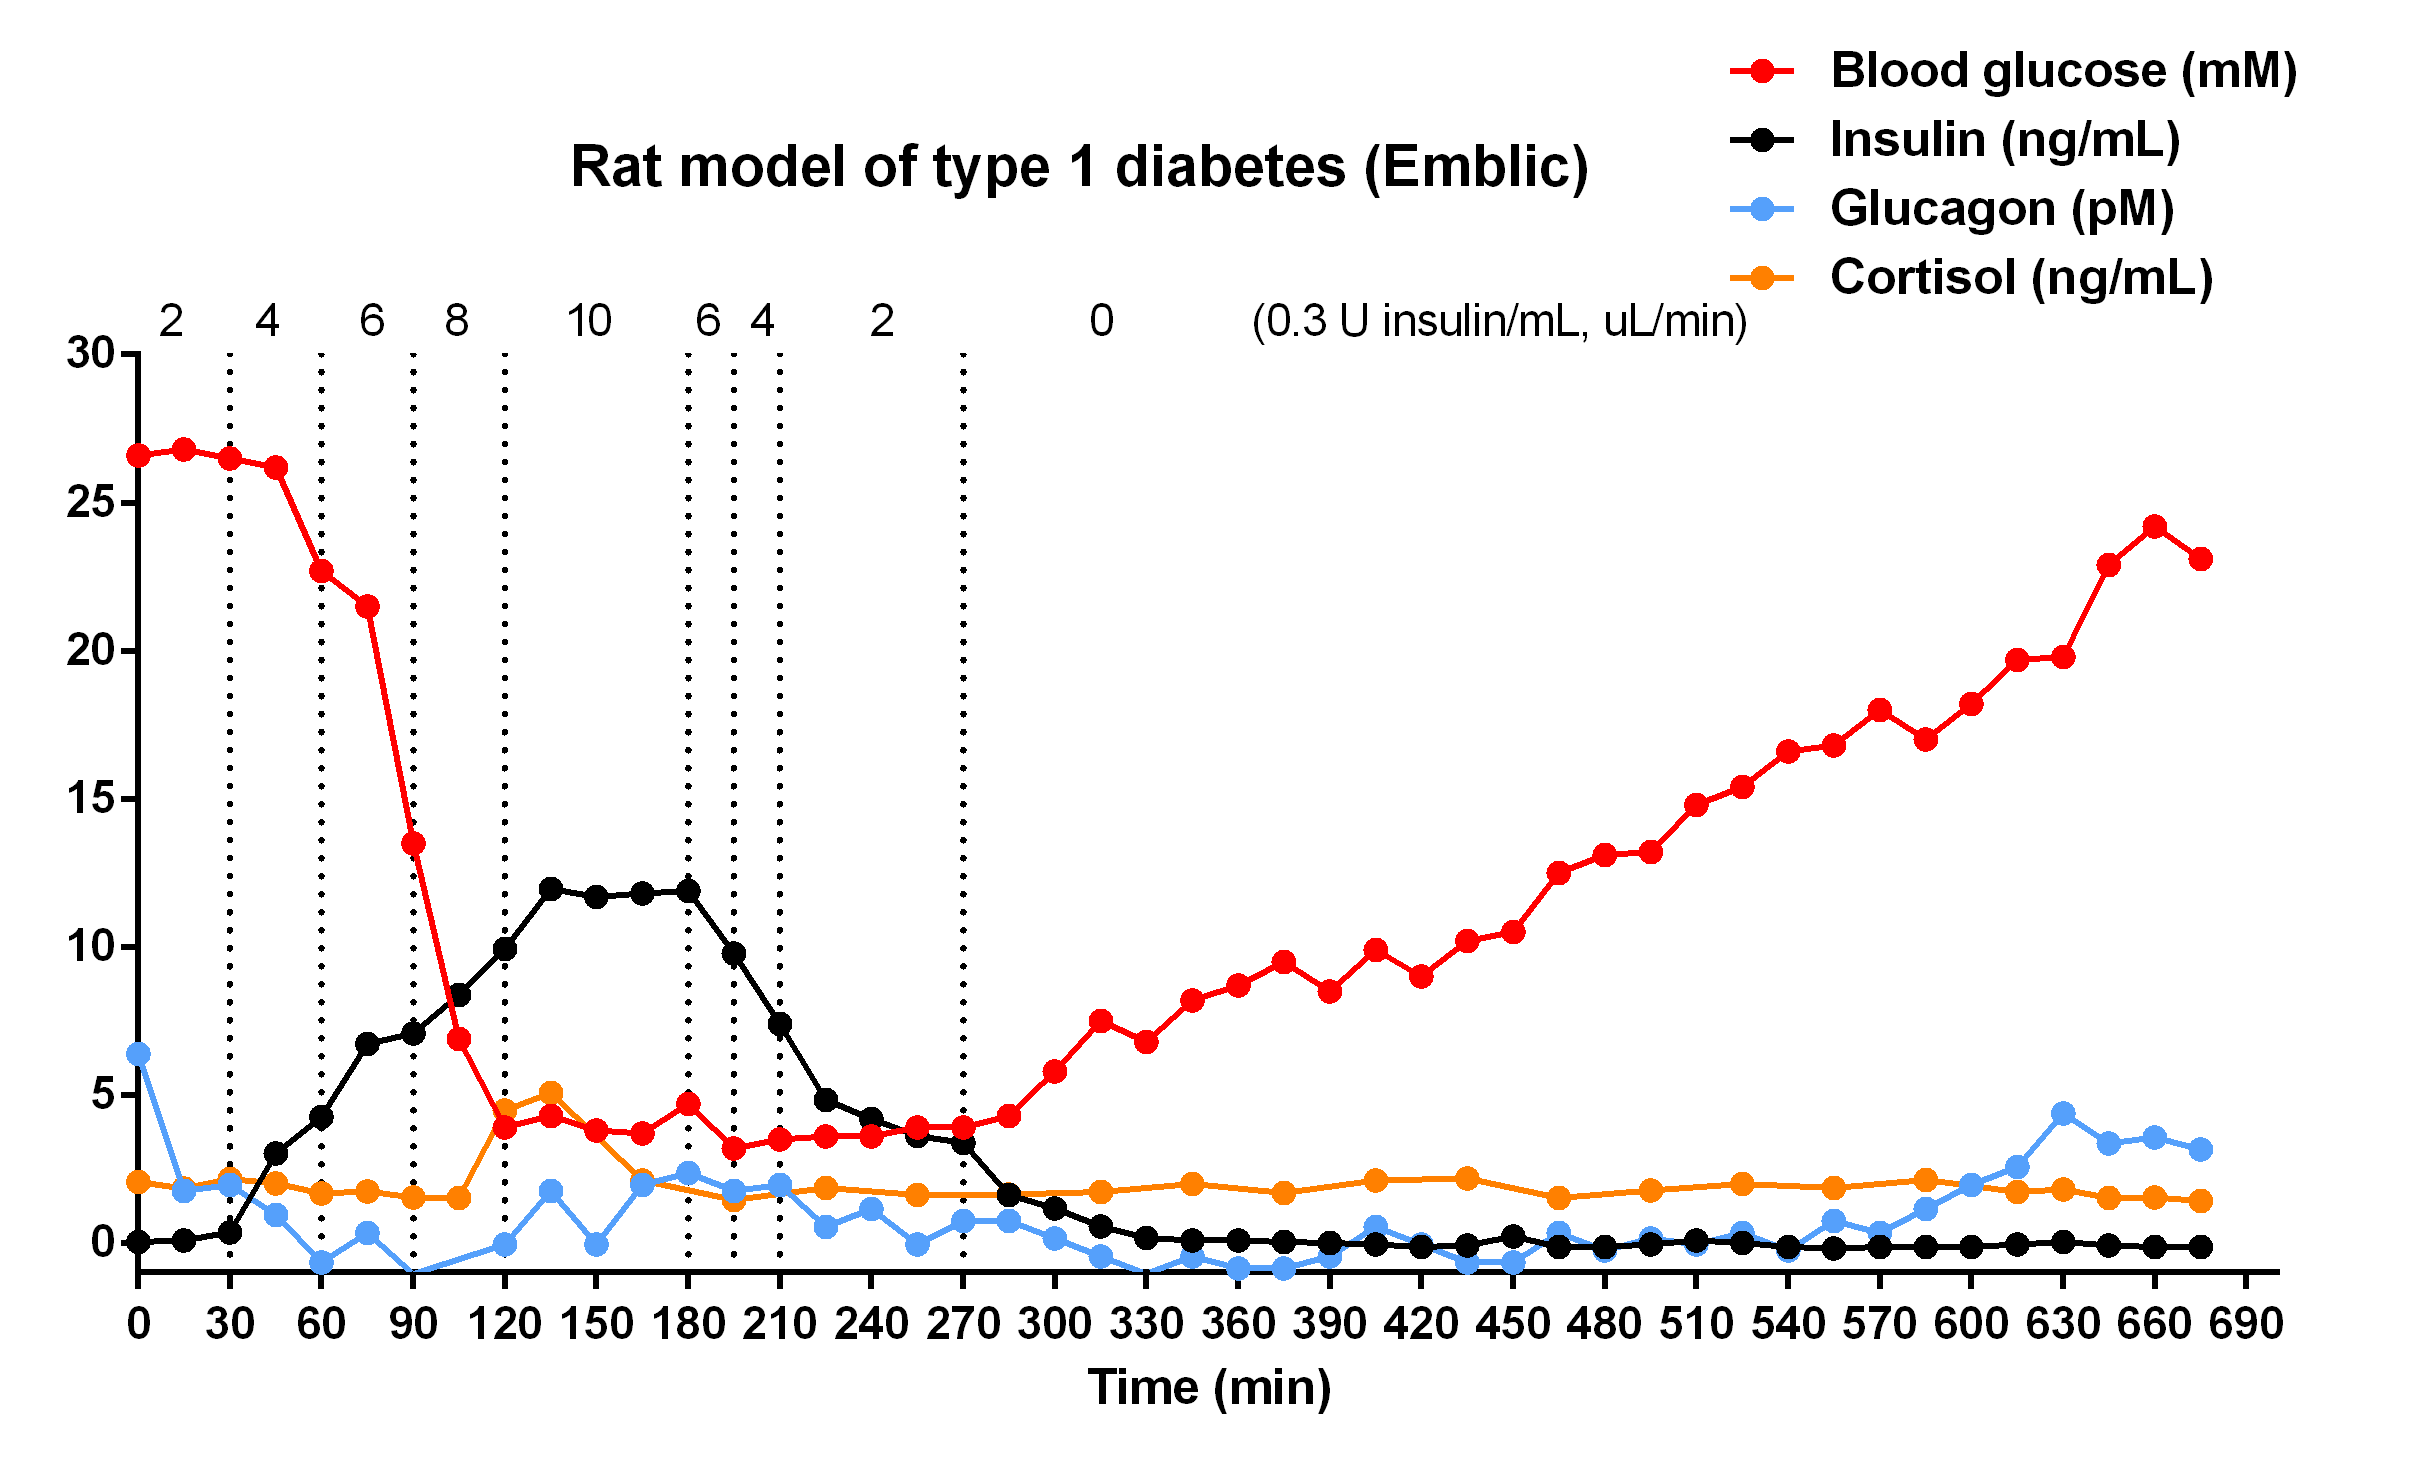 Blood glucose (mM)
Insulin (ng/mL)
Glucagon (pM)
Cortisol (ng/mL)
Rat model of type 1 diabetes (Emblic)
2 4 6 8 10 6 4 2 0 (0.3 U insulin/mL, uL/min)
30
25
20
15
10
5
0
0 30 60 90 120 150 180 210 240 270 300 330 360 390 420 450 480 510 540 570 600 630 660 690
Time (min)